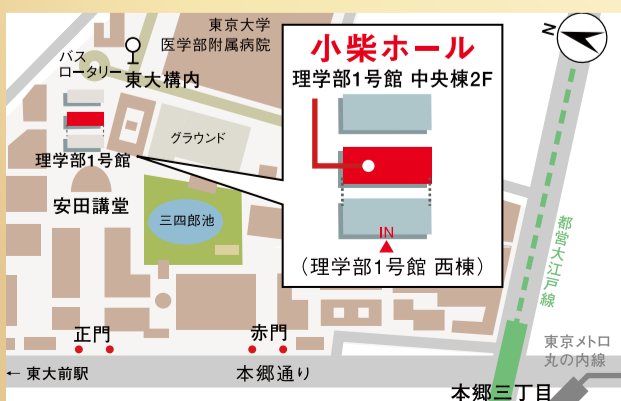 東京大学
医学部附属病院
バス
ロータリー
東大構内
グラウンド
理学部1号館
安田講堂
三四郎池
小柴ホール
理学部1号館 中央棟2F
IN
(理学部1号館 西棟)
N
都営大江戸線
正門
赤門
東京メトロ
丸の内線
← 東大前駅
本郷通り
本郷三丁目